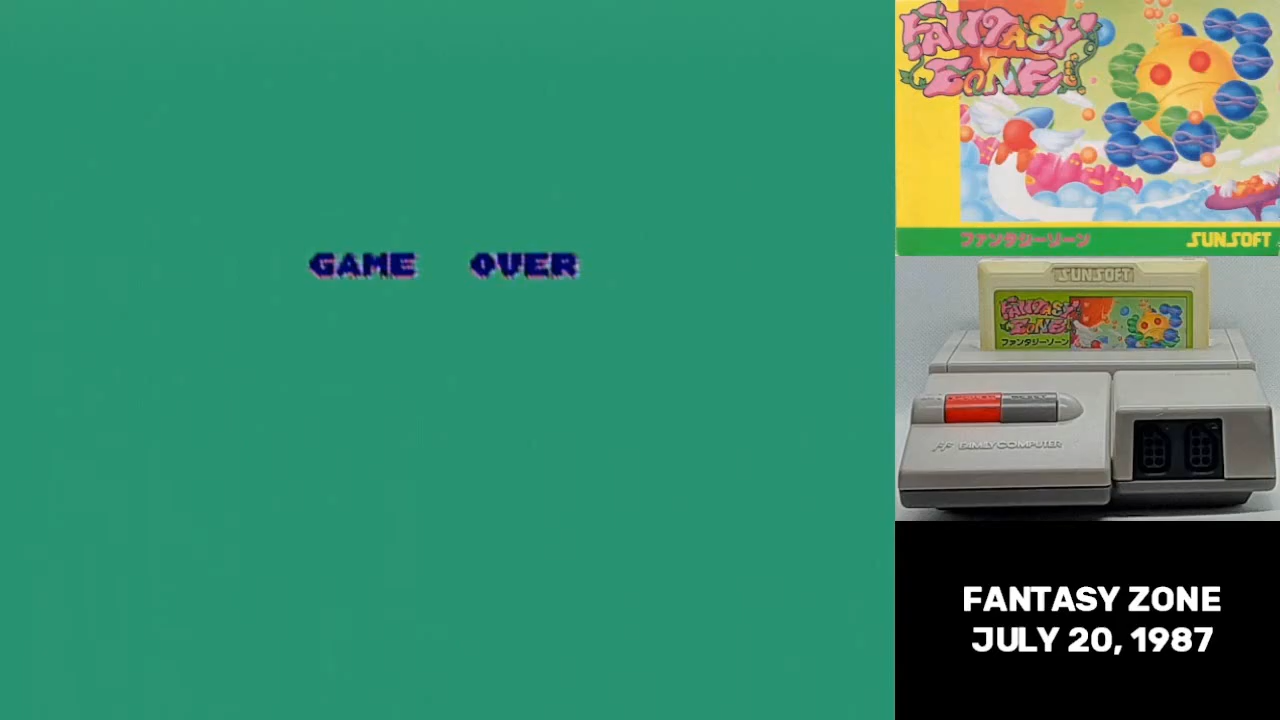 GAME OVER
FANTASY
ZONE
ファンタジーゾーン
SUNSOFT
SUNSOFT
FANTASY
ZONE
ファンタジーゾーン
FAMILY COMPUTER
FANTASY ZONE
JULY 20, 1987